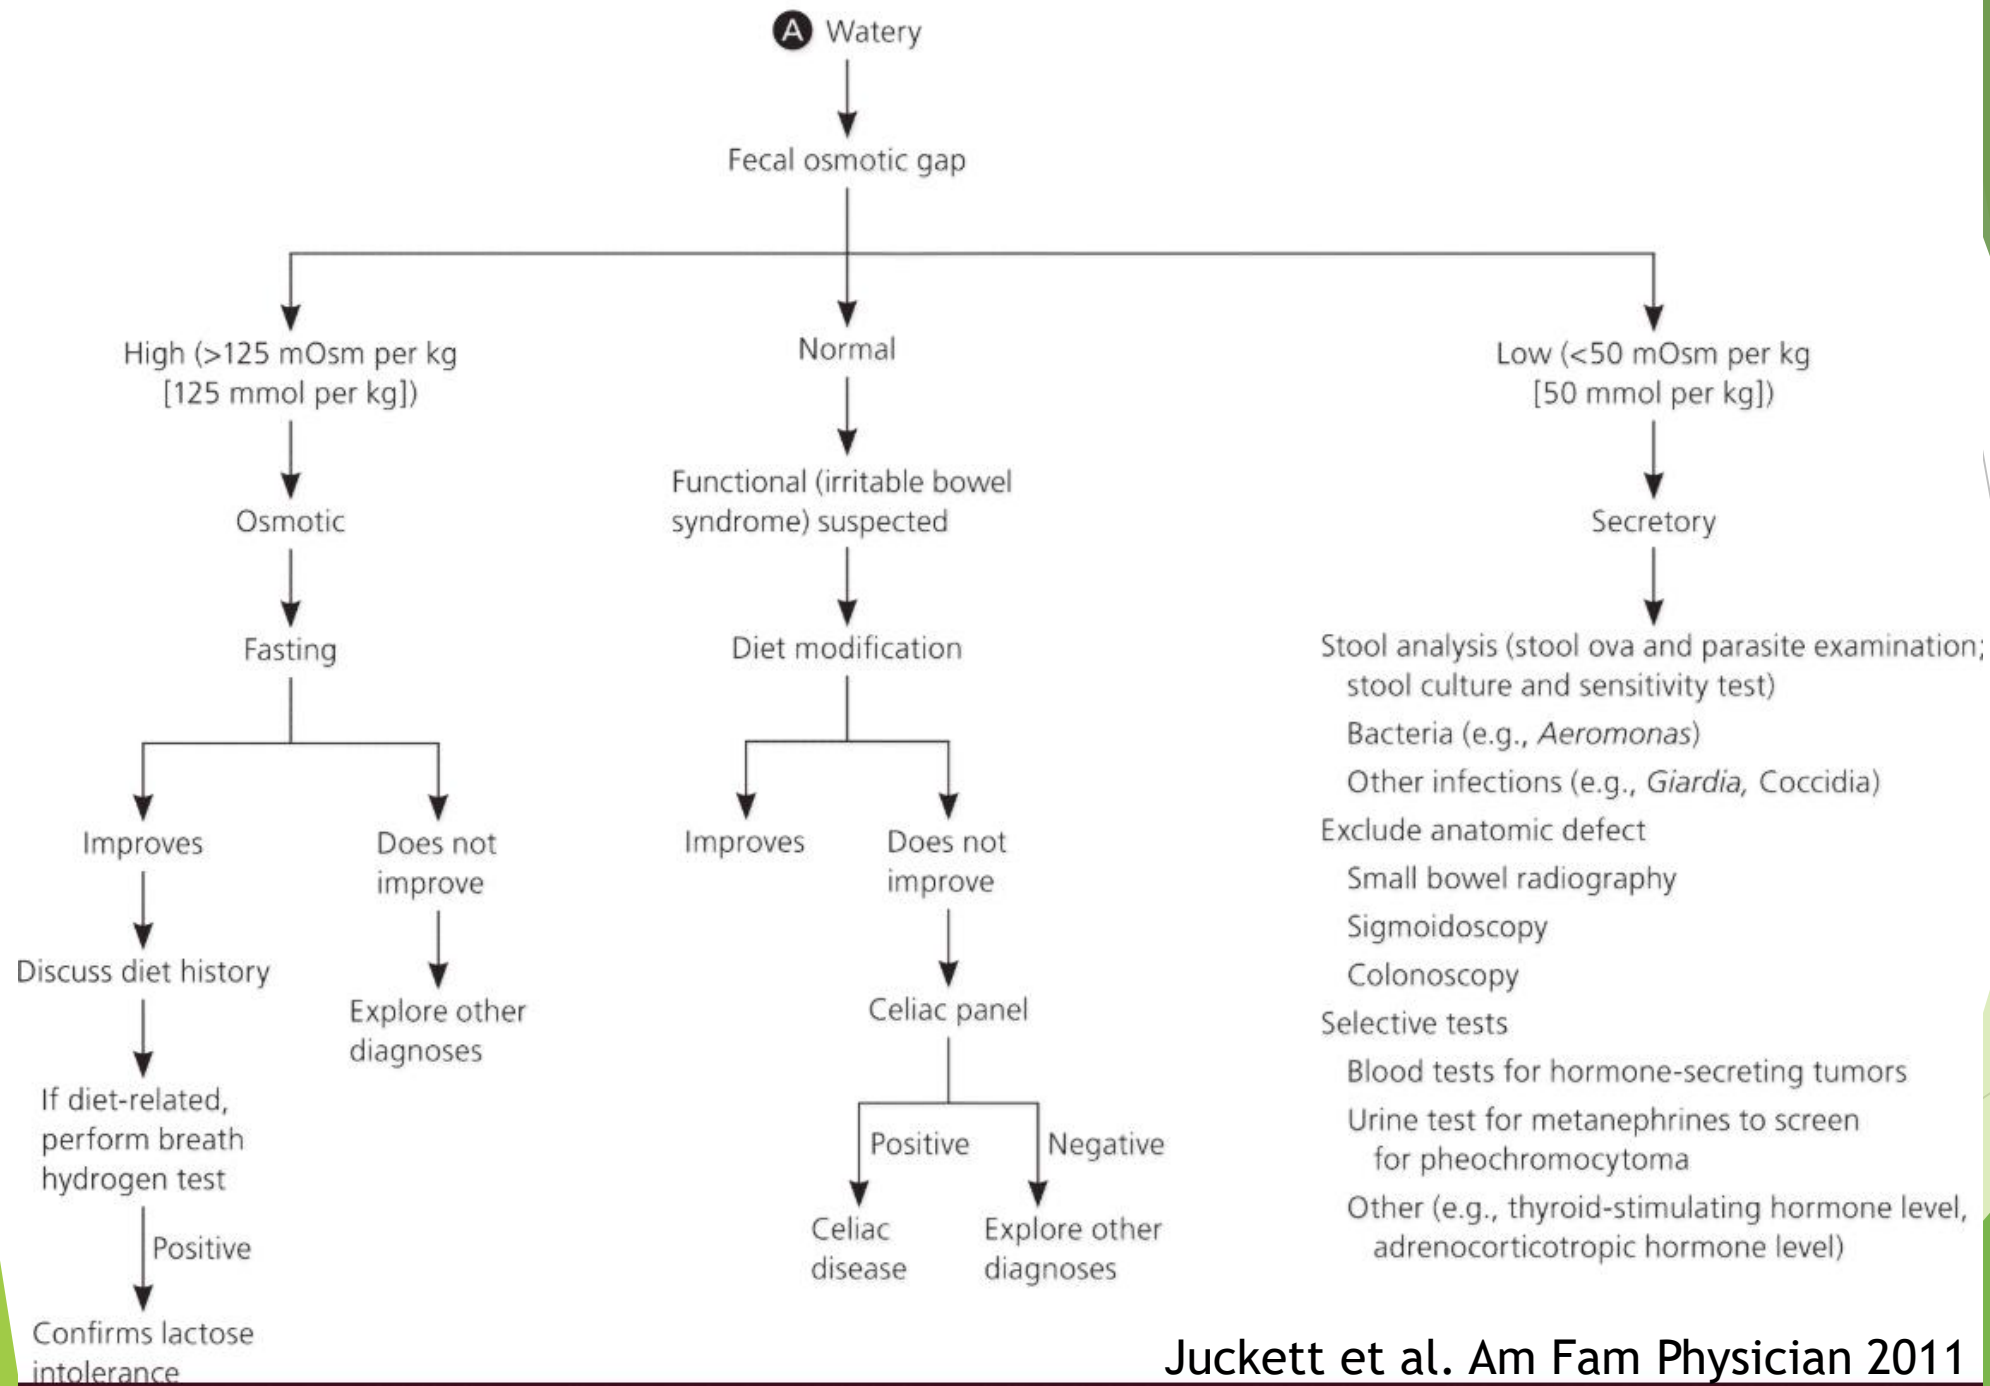 A Watery
Fecal osmotic gap
High (>125 mOsm per kg
[125 mmol per kg])
Osmotic
Fasting
Improves
Discuss diet history
If diet-related,
perform breath
hydrogen test
Positive
Confirms lactose
intolerance
Does not
improve
Explore other
diagnoses
Normal
Functional (irritable bowel
syndrome) suspected
Diet modification
Improves
Does not
improve
Celiac panel
Positive
Celiac
disease
Negative
Explore other
diagnoses
Low (<50 mOsm per kg
[50 mmol per kg])
Secretory
Stool analysis (stool ova and parasite examination;
stool culture and sensitivity test)
Bacteria (e.g., Aeromonas)
Other infections (e.g., Giardia, Coccidia)
Exclude anatomic defect
Small bowel radiography
Sigmoidoscopy
Colonoscopy
Selective tests
Blood tests for hormone-secreting tumors
Urine test for metanephrines to screen
for pheochromocytoma
Other (e.g., thyroid-stimulating hormone level,
adrenocorticotropic hormone level)
Juckett et al. Am Fam Physician 2011